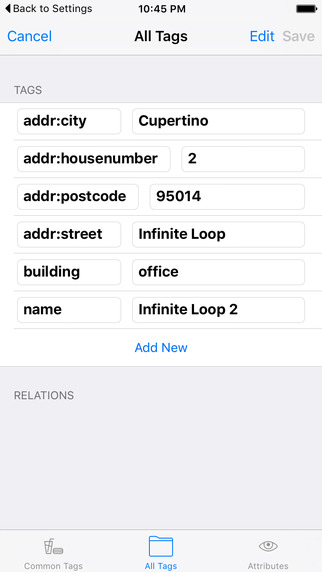 Back to Settings 10:45 PM
Cancel All Tags Edit Save
TAGS
addr:city Cupertino
addr:housenumber 2
addr:postcode 95014
addr:street Infinite Loop
building office
name Infinite Loop 2
Add New
RELATIONS
Common Tags All Tags Attributes